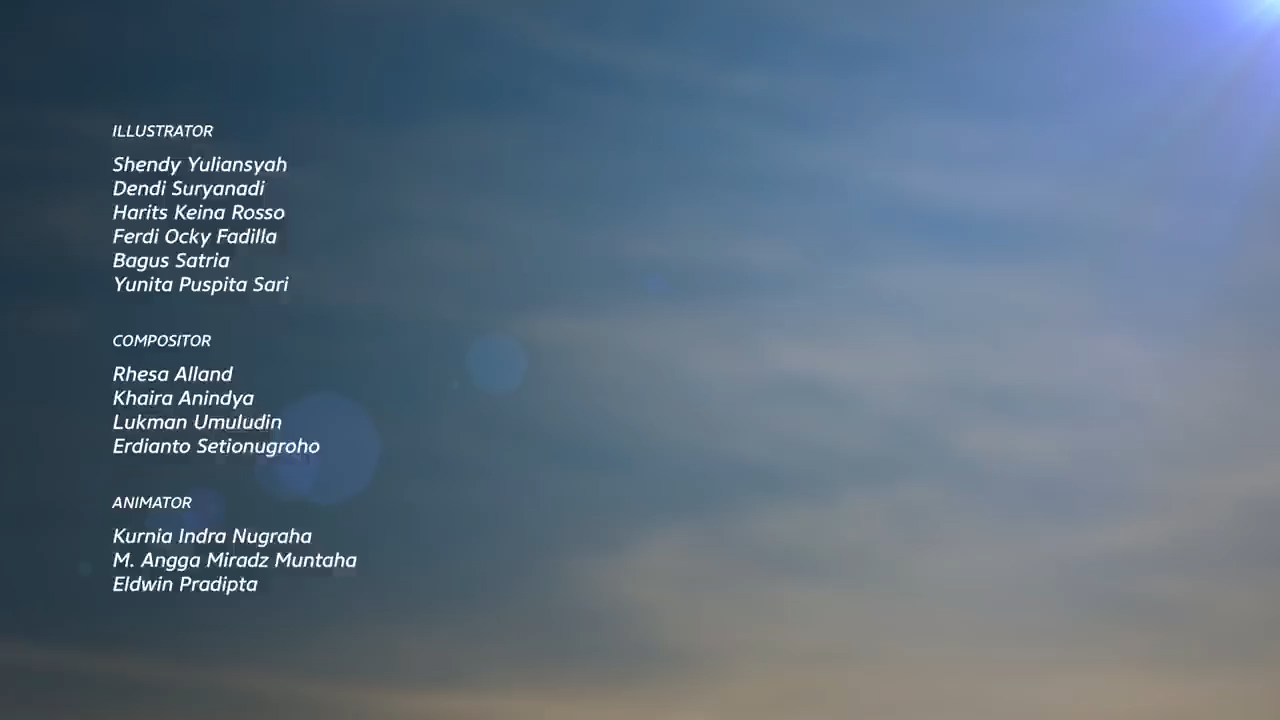 ILLUSTRATOR
Shendy Yuliansyah
Dendi Suryanadi
Harits Keina Rosso
Ferdi Ocky Fadilla
Bagus Satria
Yunita Puspita Sari
COMPOSITOR
Rhesa Alland
Khaira Anindya
Lukman Umuludin
Erdianto Setionugroho
ANIMATOR
Kurnia Indra Nugraha
M. Angga Miradz Muntaha
Eldwin Pradipta